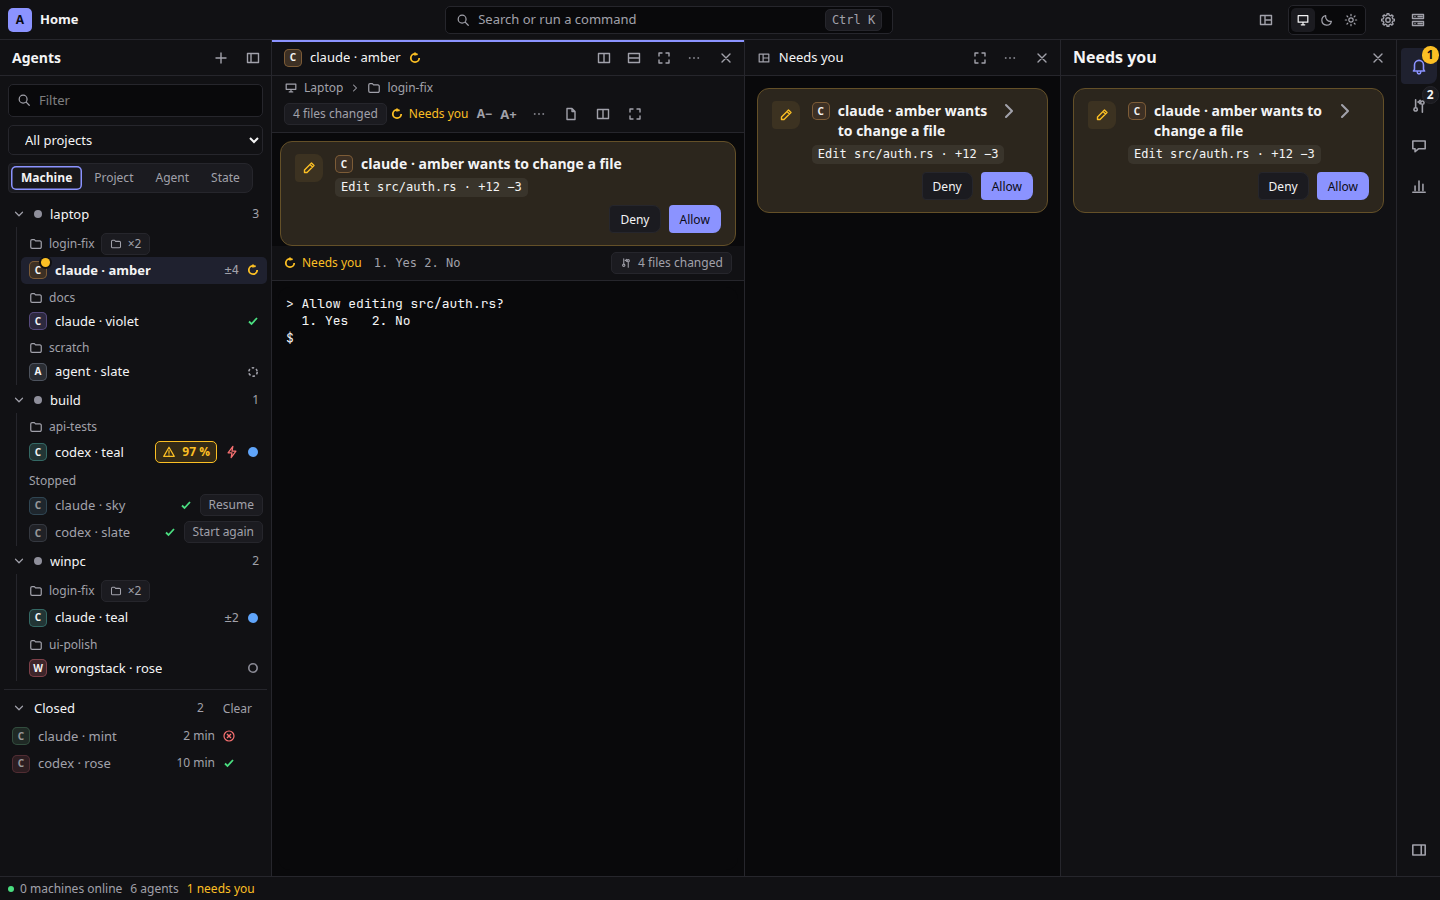 A Home
Search or run a command Ctrl K
Agents
Filter
All projects
Machine Project Agent State
laptop 3
login-fix ×2
C claude · amber ±4
docs
C claude · violet
scratch
A agent · slate
build 1
api-tests
C codex · teal 97 %
Stopped
C claude · sky Resume
C codex · slate Start again
winpc 2
login-fix ×2
C claude · teal ±2
ui-polish
W wrongstack · rose
Closed 2 Clear
C claude · mint 2 min
C codex · rose 10 min
C claude · amber
Laptop login-fix
4 files changed Needs you A− A+
C claude · amber wants to change a file
Edit src/auth.rs · +12 −3
Deny Allow
Needs you 1. Yes 2. No 4 files changed
> Allow editing src/auth.rs?
1. Yes 2. No
$
Needs you
C claude · amber wants
to change a file
Edit src/auth.rs · +12 −3
Deny Allow
Needs you
C claude · amber wants to
change a file
Edit src/auth.rs · +12 −3
Deny Allow
1
2
0 machines online 6 agents 1 needs you